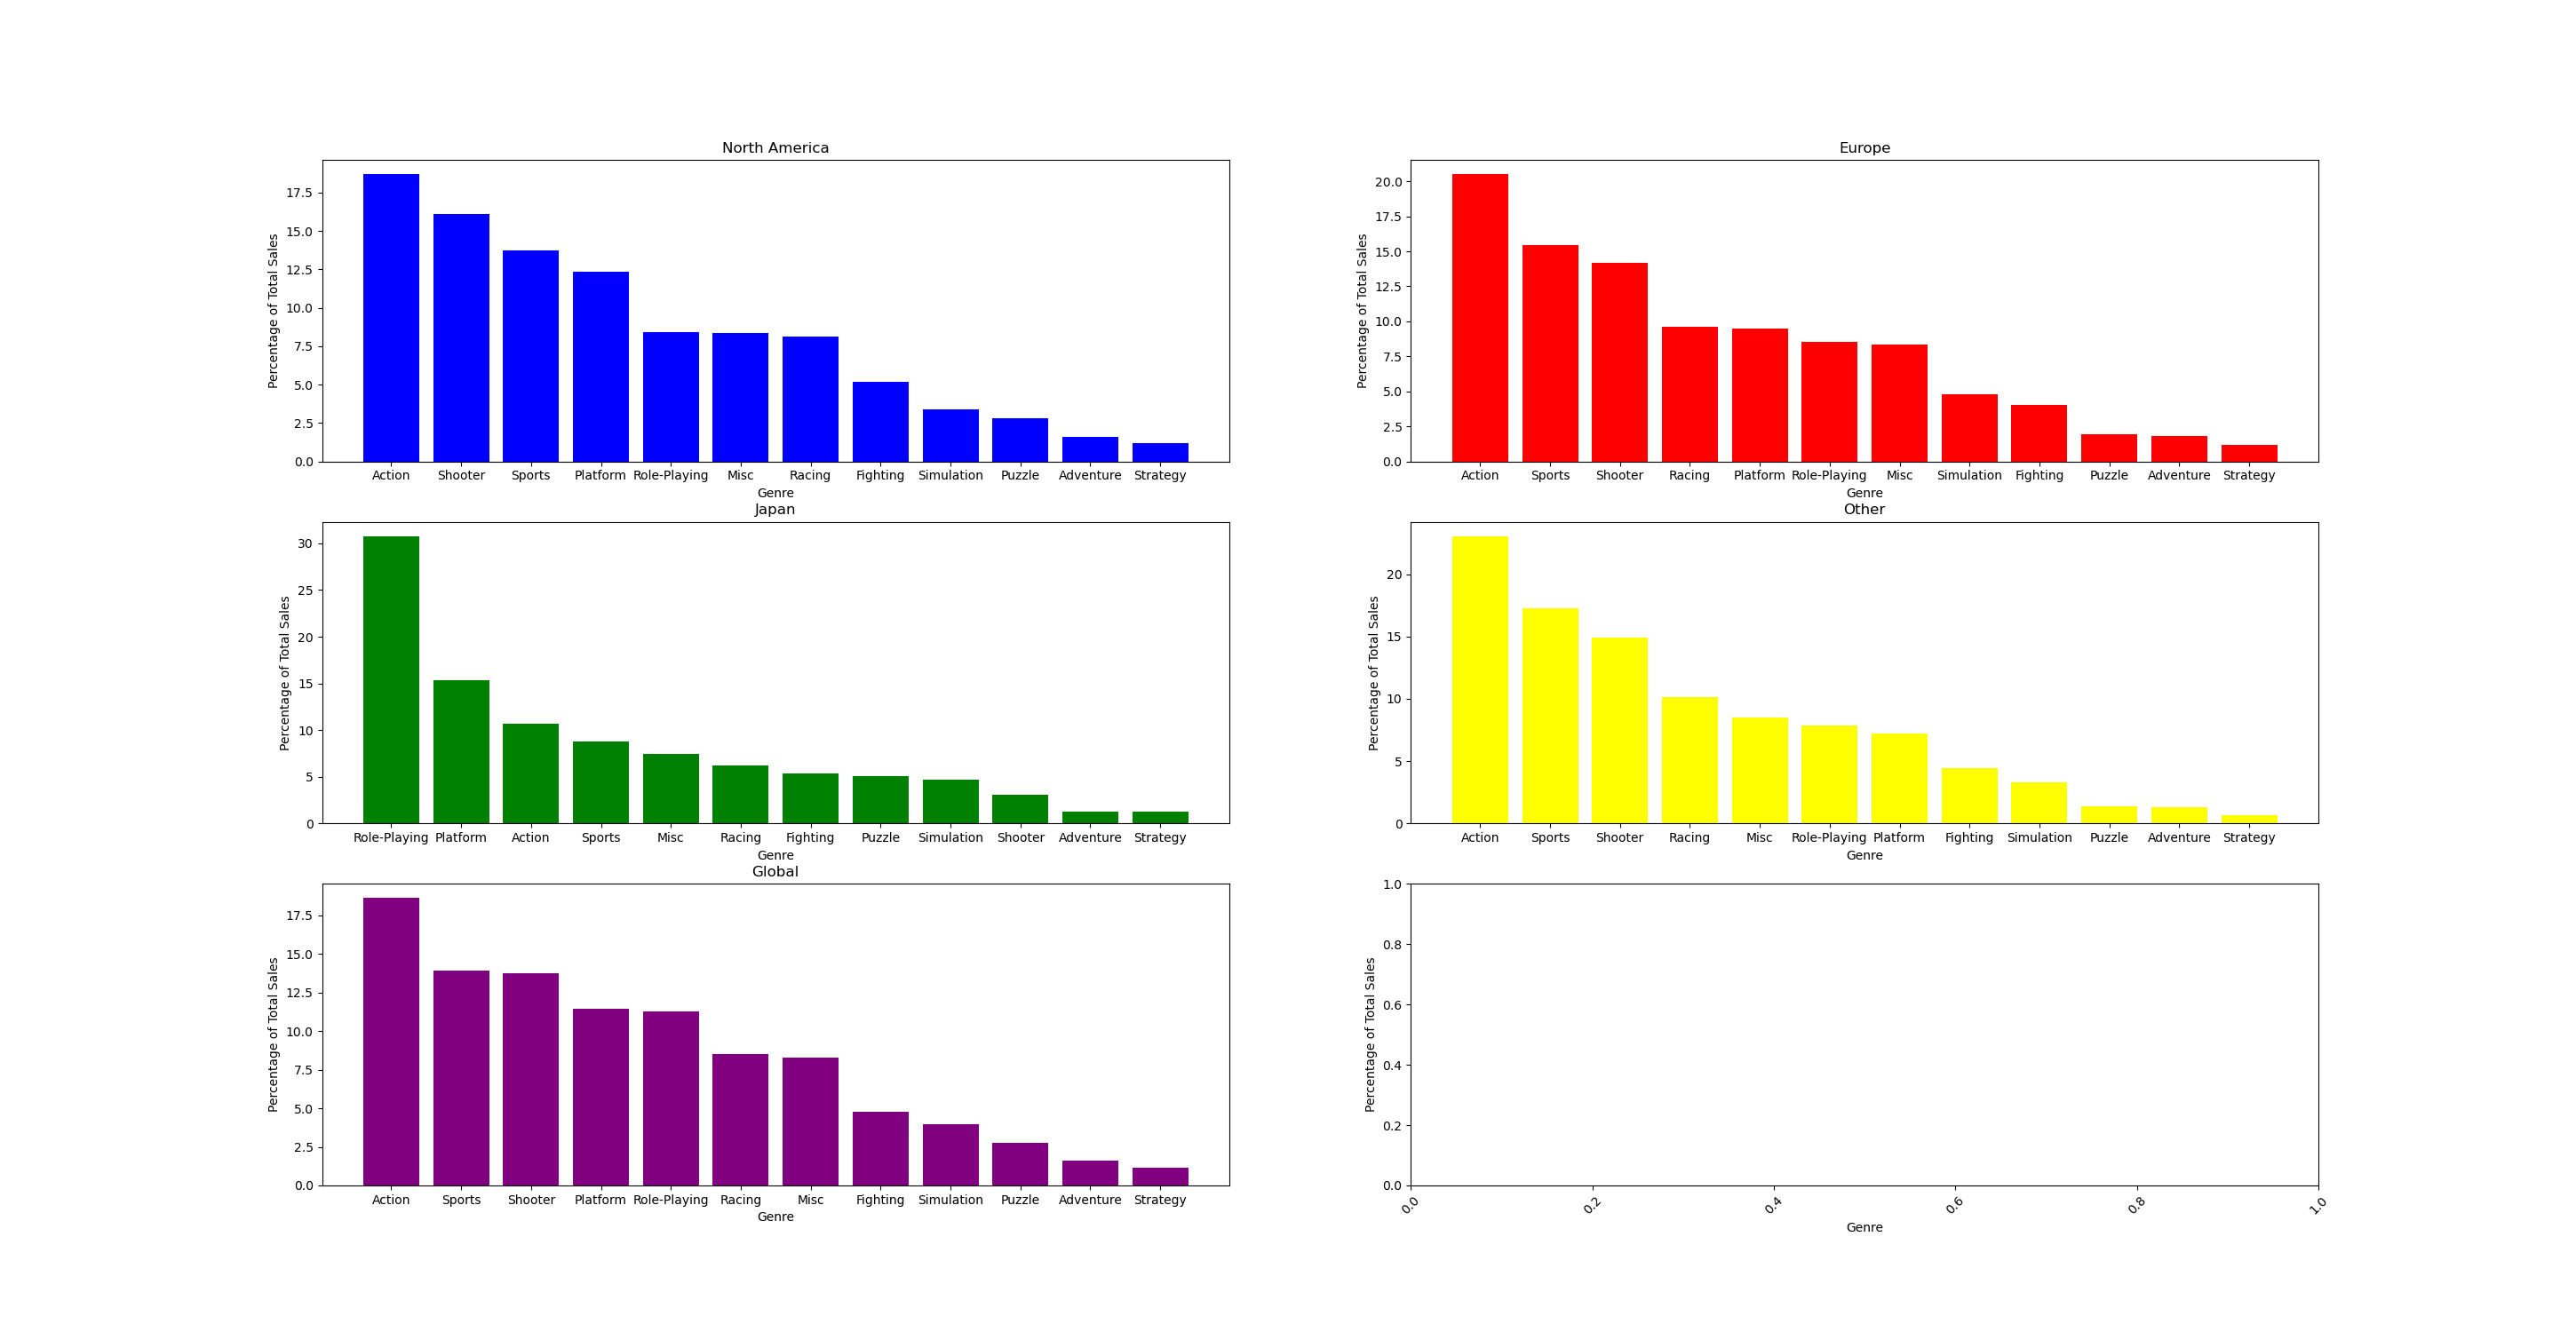 North America
Percentage of Total Sales
17.5
15.0
12.5
10.0
7.5
5.0
2.5
0.0
Action Shooter Sports Platform Role-Playing Misc Racing Fighting Simulation Puzzle Adventure Strategy
Genre
Europe
Percentage of Total Sales
20.0
17.5
15.0
12.5
10.0
7.5
5.0
2.5
0.0
Action Sports Shooter Racing Platform Role-Playing Misc Simulation Fighting Puzzle Adventure Strategy
Genre
Japan
Percentage of Total Sales
30
25
20
15
10
5
0
Role-Playing Platform Action Sports Misc Racing Fighting Puzzle Simulation Shooter Adventure Strategy
Genre
Other
Percentage of Total Sales
20
15
10
5
0
Action Sports Shooter Racing Misc Role-Playing Platform Fighting Simulation Puzzle Adventure Strategy
Genre
Global
Percentage of Total Sales
17.5
15.0
12.5
10.0
7.5
5.0
2.5
0.0
Action Sports Shooter Platform Role-Playing Racing Misc Fighting Simulation Puzzle Adventure Strategy
Genre
Percentage of Total Sales
1.0
0.8
0.6
0.4
0.2
0.0
0.0 0.2 0.4 0.6 0.8 1.0
Genre